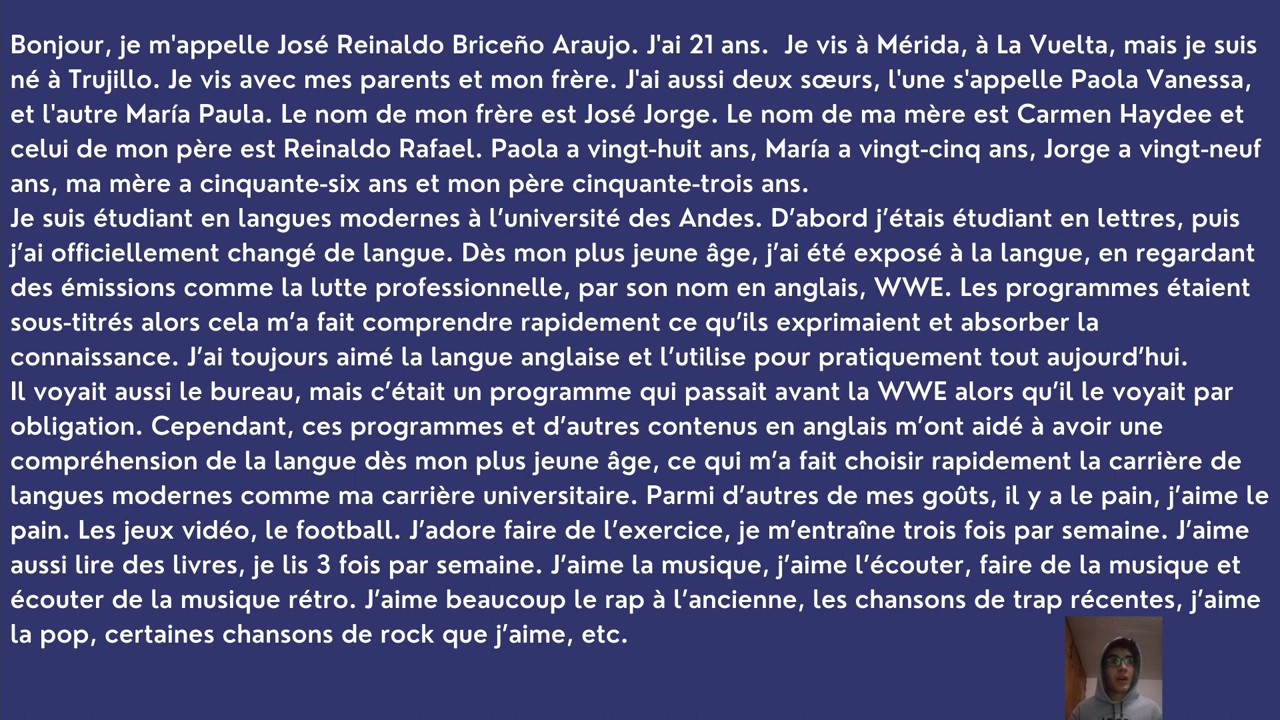 Bonjour, je m'appelle José Reinaldo Briceño Araujo. J'ai 21 ans.  Je vis à Mérida, à La Vuelta, mais je suis
né à Trujillo. Je vis avec mes parents et mon frère. J'ai aussi deux sœurs, l'une s'appelle Paola Vanessa,
et l'autre María Paula. Le nom de mon frère est José Jorge. Le nom de ma mère est Carmen Haydee et
celui de mon père est Reinaldo Rafael. Paola a vingt-huit ans, María a vingt-cinq ans, Jorge a vingt-neuf
ans, ma mère a cinquante-six ans et mon père cinquante-trois ans.
Je suis étudiant en langues modernes à l’université des Andes. D’abord j’étais étudiant en lettres, puis
j’ai officiellement changé de langue. Dès mon plus jeune âge, j’ai été exposé à la langue, en regardant
des émissions comme la lutte professionnelle, par son nom en anglais, WWE. Les programmes étaient
sous-titrés alors cela m’a fait comprendre rapidement ce qu’ils exprimaient et absorber la
connaissance. J’ai toujours aimé la langue anglaise et l’utilise pour pratiquement tout aujourd’hui.
Il voyait aussi le bureau, mais c’était un programme qui passait avant la WWE alors qu’il le voyait par
obligation. Cependant, ces programmes et d’autres contenus en anglais m’ont aidé à avoir une
compréhension de la langue dès mon plus jeune âge, ce qui m’a fait choisir rapidement la carrière de
langues modernes comme ma carrière universitaire. Parmi d’autres de mes goûts, il y a le pain, j’aime le
pain. Les jeux vidéo, le football. J’adore faire de l’exercice, je m’entraîne trois fois par semaine. J’aime
aussi lire des livres, je lis 3 fois par semaine. J’aime la musique, j’aime l’écouter, faire de la musique et
écouter de la musique rétro. J’aime beaucoup le rap à l’ancienne, les chansons de trap récentes, j’aime
la pop, certaines chansons de rock que j’aime, etc.